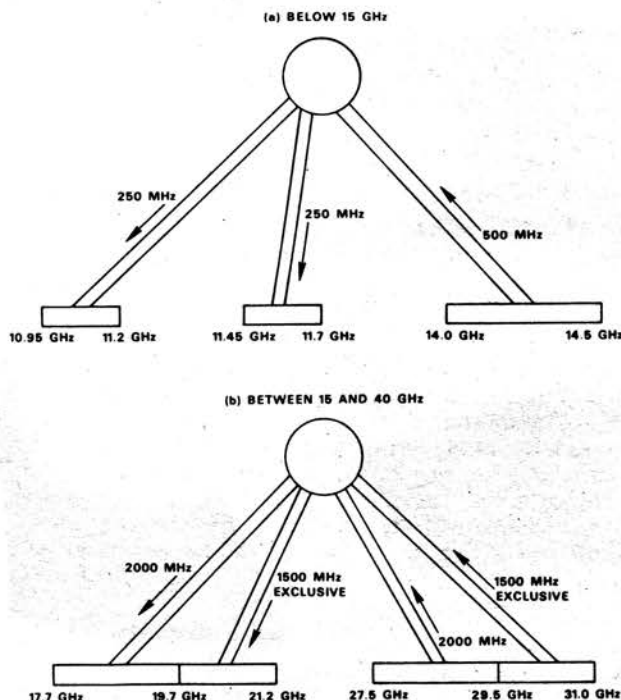 (a) BELOW 15 GHz
250 MHz
250 MHz
500 MHz
10.95 GHz
11.2 GHz
11.45 GHz
11.7 GHz
14.0 GHz
14.5 GHz
(b) BETWEEN 15 AND 40 GHz
2000 MHz
1500 MHz
EXCLUSIVE
2000 MHz
1500 MHz
EXCLUSIVE
17.7 GHz
19.7 GHz
21.2 GHz
27.5 GHz
29.5 GHz
31.0 GHz